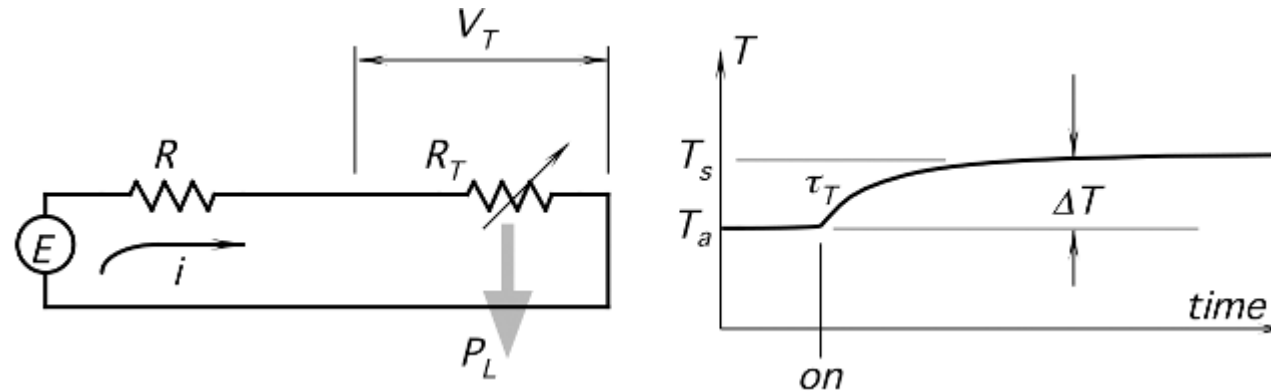 V_T
R
R_T
E
i
P_L
T
T_s
τ_T
ΔT
T_a
time
on